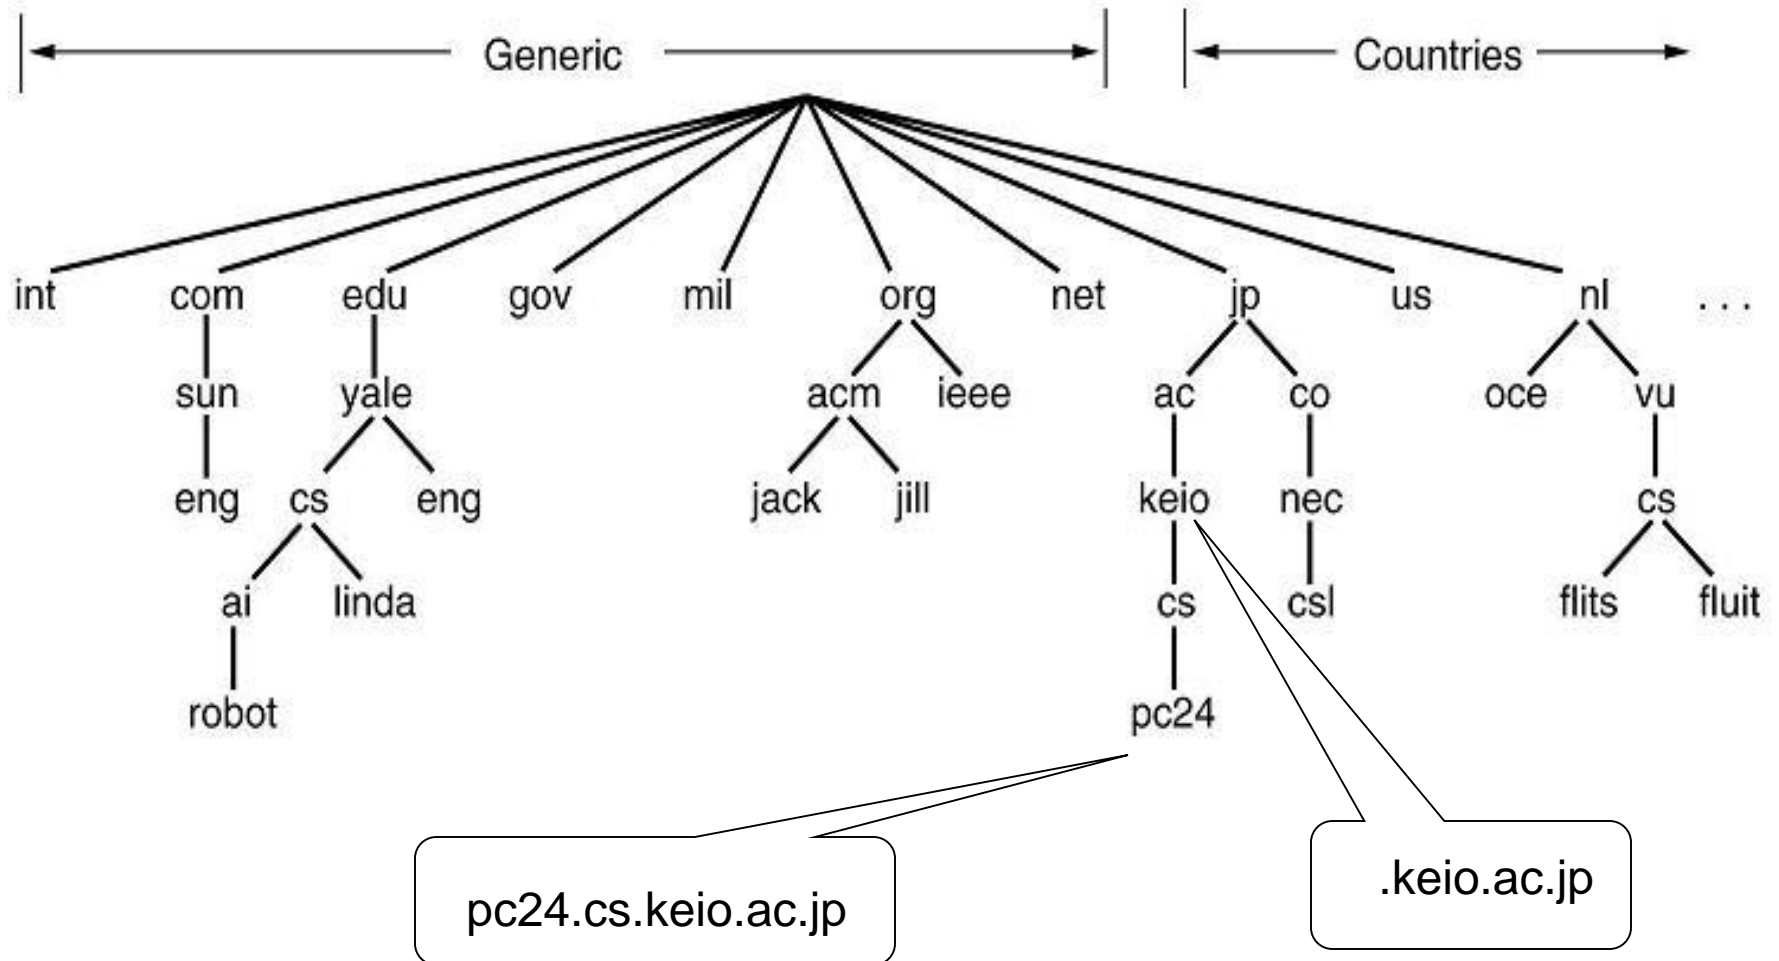 Generic Countries
int com edu gov mil org net jp us nl . . .
sun yale acm ieee ac co oce vu
eng cs eng jack jill keio nec cs
ai linda cs csl flits fluit
robot pc24
.keio.ac.jp
pc24.cs.keio.ac.jp